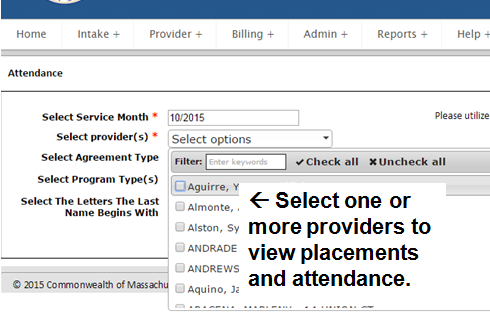 Home Intake + Provider + Billing + Admin + Reports + Help +
Attendance
Select Service Month * 10/2015 Please utilize
Select provider(s) * Select options
Select Agreement Type Filter: Enter keywords ✔Check all ✖Uncheck all
Select Program Type(s) Aguirre, Y
Select The Letters The Last
Name Begins With
Almonte,
Alston, Sy
ANDRADE
ANDREWS
Aquino, Ja
← Select one or
more providers to
view placements
and attendance.
© 2015 Commonwealth of Massachu